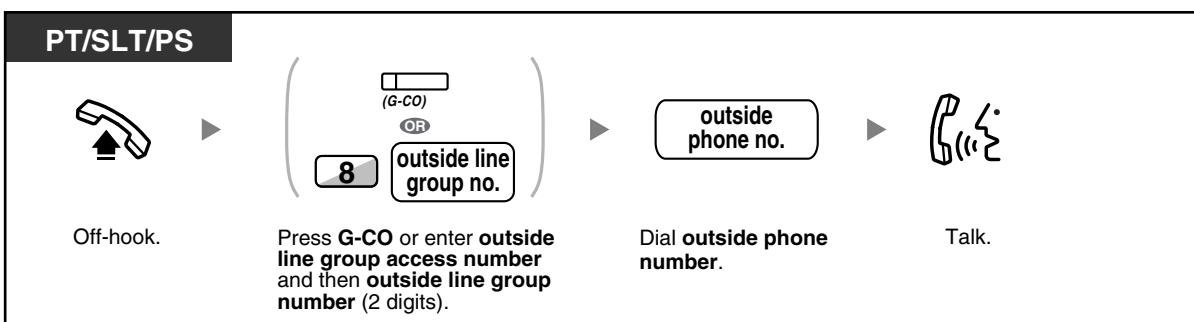 PT/SLT/PS
(G-CO)
OR
8
outside line
group no.
outside
phone no.
Off-hook.
Press G-CO or enter outside
line group access number
and then outside line group
number (2 digits).
Dial outside phone
number.
Talk.